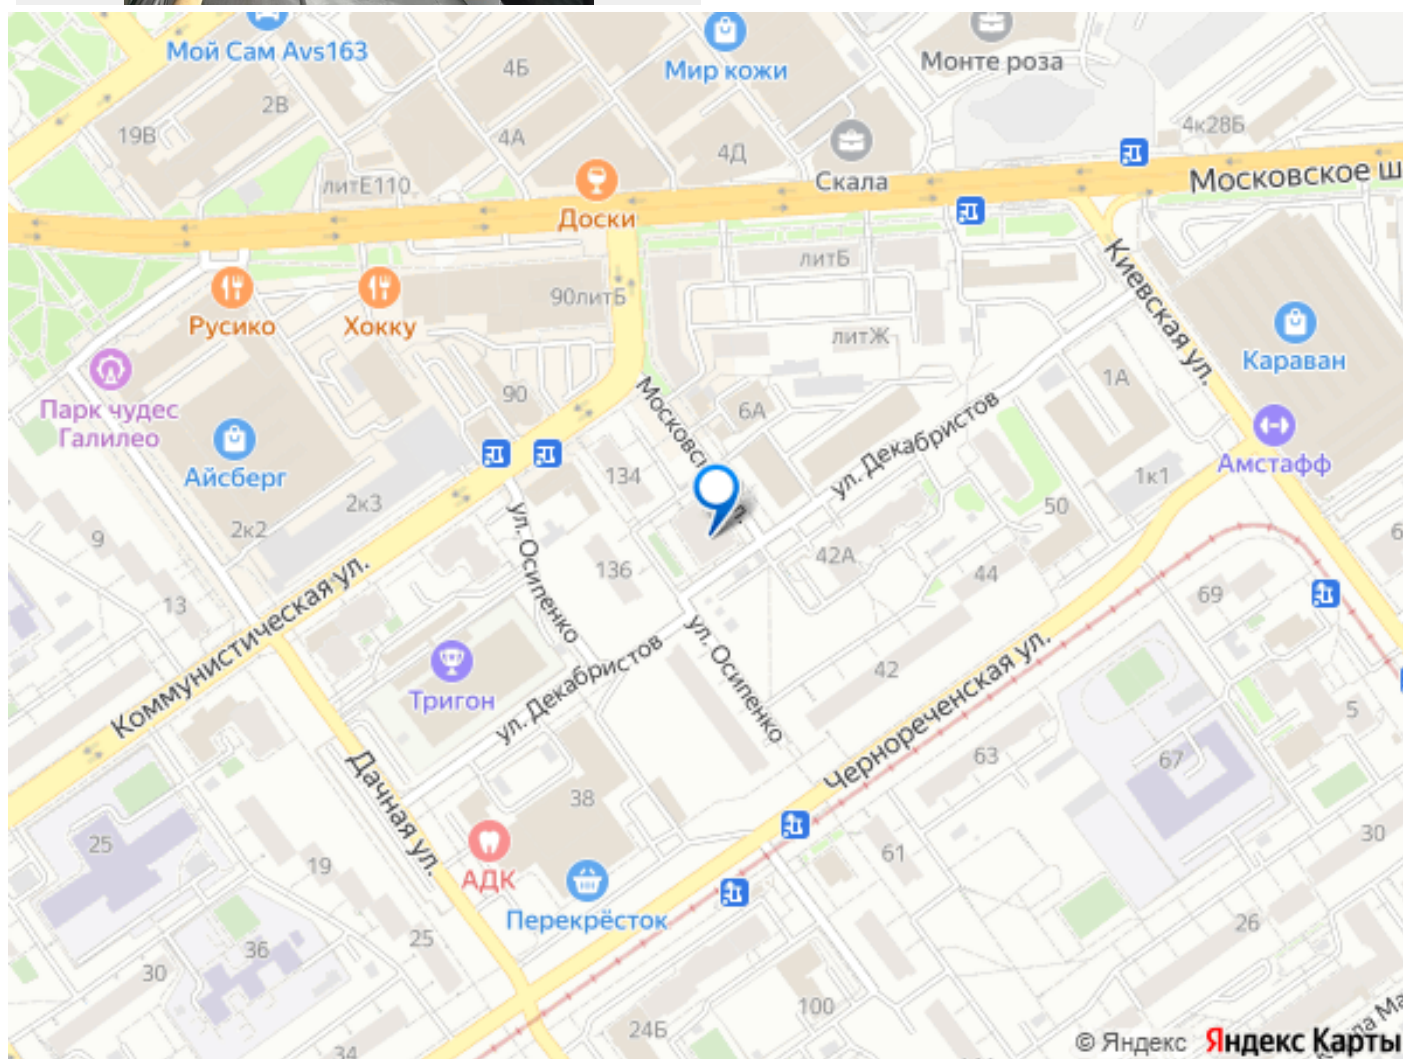 Мой Сам Avs163
Мир кожи
Монте роза
4Б
2В
19В
4А
4Д
4к28Б
Скала
литЕ110
Московское ш
Доски
литБ
90литБ
Киевская ул.
Русико
Хокку
литЖ
Караван
Парк чудес
Галилео
90
Московск
л.
6А
1А
ул. Декабристов
Айсберг
134
Амстафф
1к1
2к3
2к2
50
9
ул. Осипенко
136
42А
44
69
6
13
Коммунистическая ул.
ул. Осипенко
42
Тригон
ул. Декабристов
Чернореченская ул.
5
63
67
Дачная ул.
38
25
19
АДК
61
30
Перекрёсток
25
26
36
30
100
24Б
34
© Яндекс Яндекс Карты